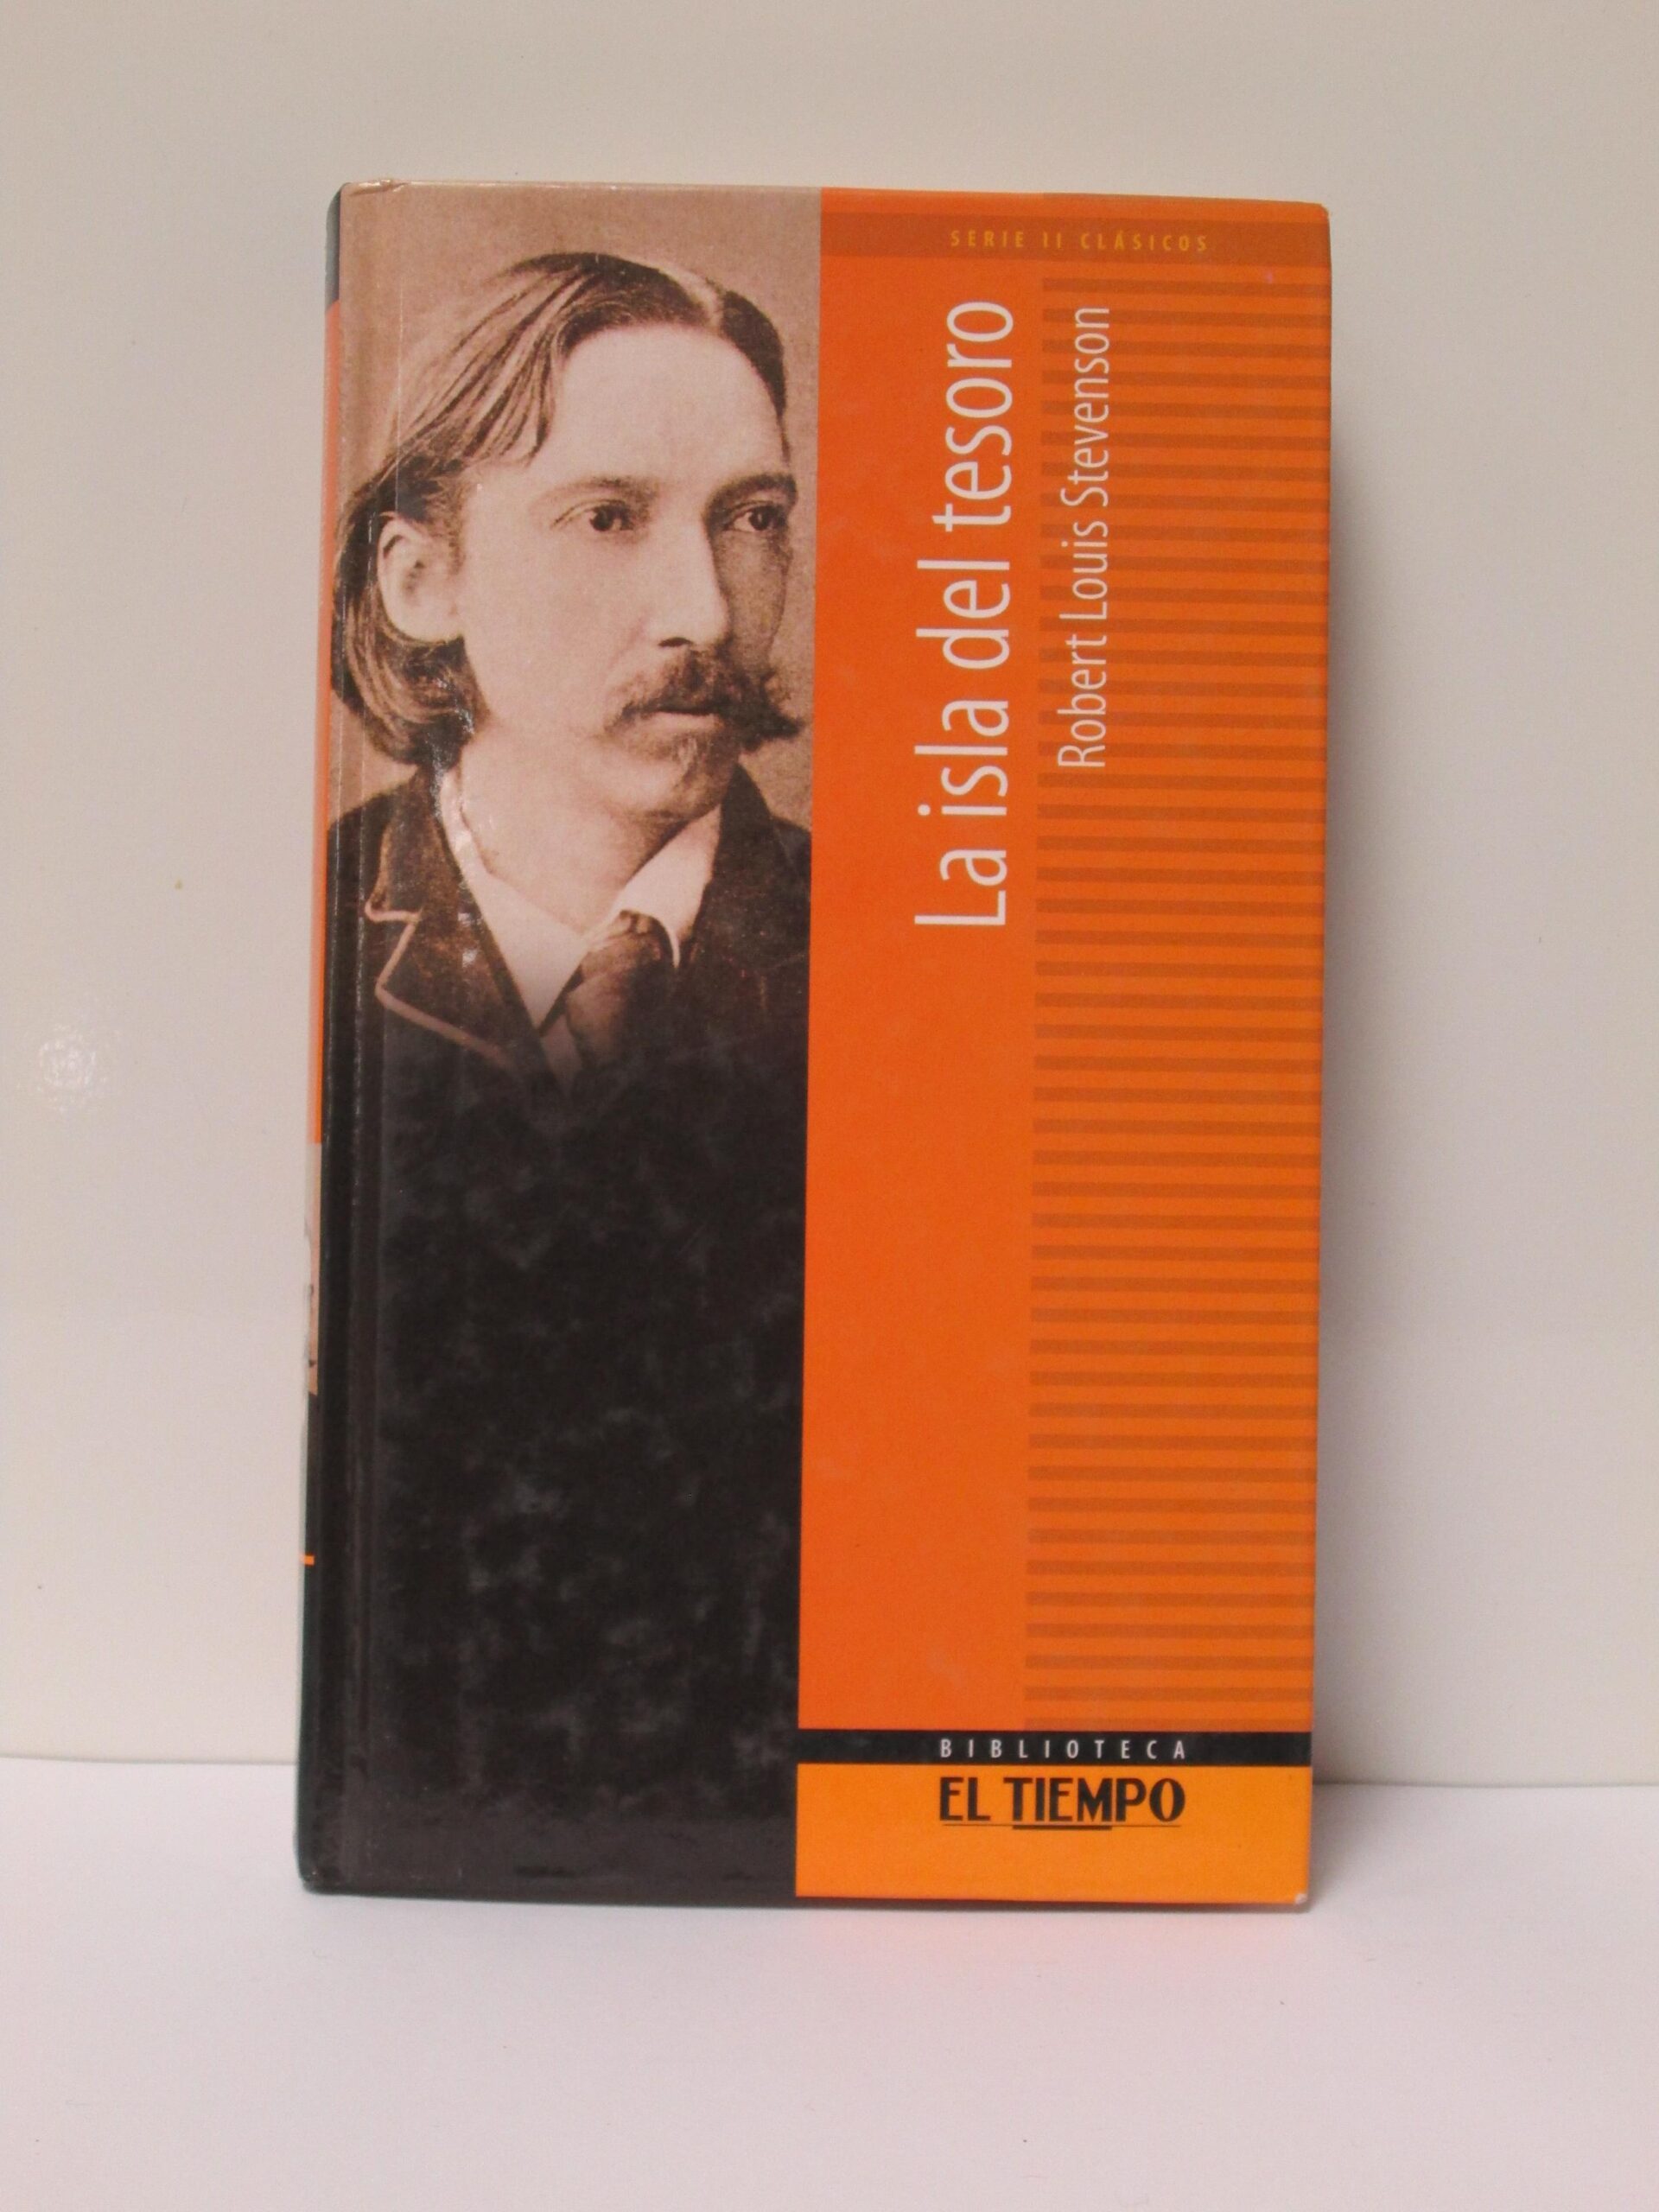 SERIE II CLÁSICOS
La isla del tesoro
Robert Louis Stevenson
BIBLIOTECA
EL TIEMPO